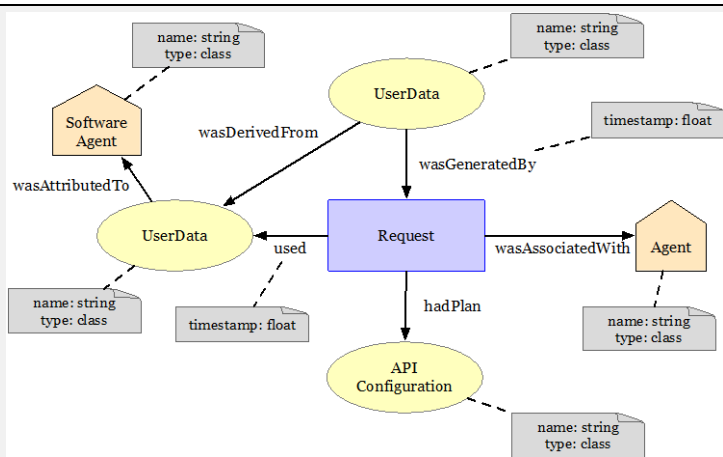 name: string
type: class
name: string
type: class
UserData
Software
Agent
timestamp: float
wasDerivedFrom
wasGeneratedBy
wasAttributedTo
UserData
used
Request
wasAssociatedWith
Agent
name: string
type: class
timestamp: float
hadPlan
name: string
type: class
API
Configuration
name: string
type: class